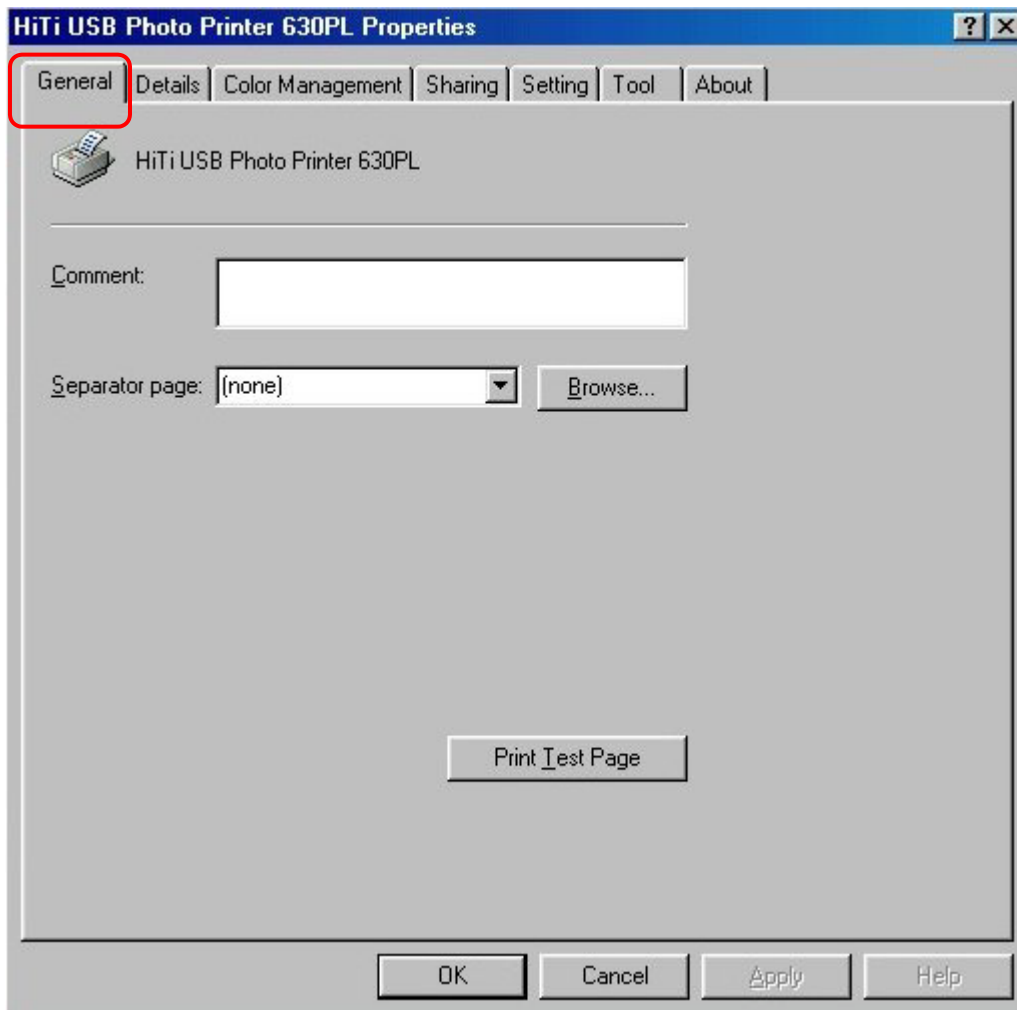 HiTi USB Photo Printer 630PL Properties
General Details Color Management Sharing Setting Tool About
HiTi USB Photo Printer 630PL
Comment:
Separator page: (none) Browse...
Print Test Page
OK Cancel Apply Help